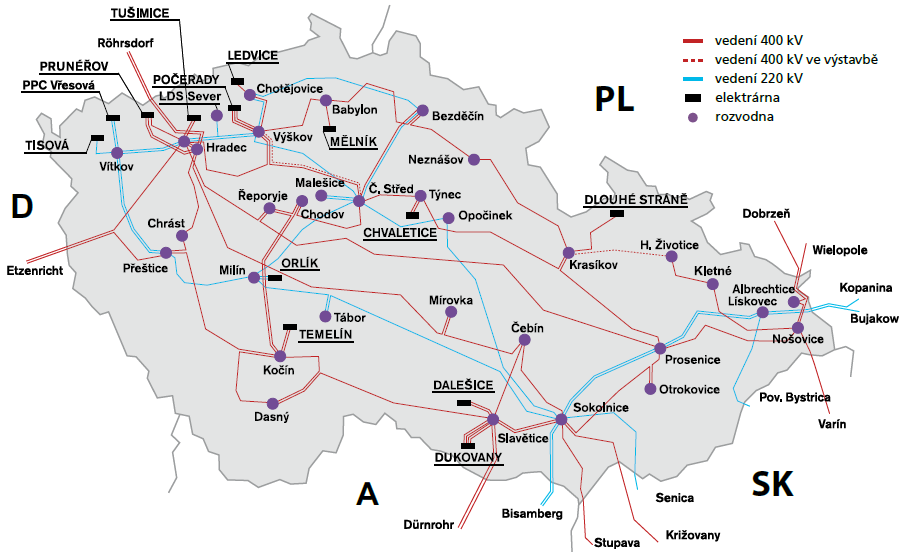 TUŠIMICE
Röhrsdorf
PRUNÉŘOV
PPC Vřesová
LEDVICE
POČERADY
LDS Sever
Chotějovice
Babylon
Bezděčín
TISOVÁ
Vítkov
Hradec
Výškov
MĚLNÍK
Neznášov
PL
vedení 400 kV
vedení 400 kV ve výstavbě
vedení 220 kV
elektrárna
rozvodna
D
Malešice
Č, Střed
Týnec
Řeporyje
Chodov
Opočinek
CHVALETICE
DLOUHÉ STRÁNĚ
Chrást
Dobrzeň
Wielopole
Etzenricht
Přeštice
Milín
ORLÍK
Krasíkov
H, Životice
Kletné
Kopanina
Albrechtice
Lískovec
Bujakow
Nošovice
Mírovka
Tábor
TEMELÍN
Čebín
Kočín
Prosenice
Otrokovice
Dasný
DALEŠICE
Sokolnice
Pov. Bystrica
Varín
Slavětice
DUKOVANY
A
Senica
SK
Dürnrohr
Bisamberg
Stupava
Križovany